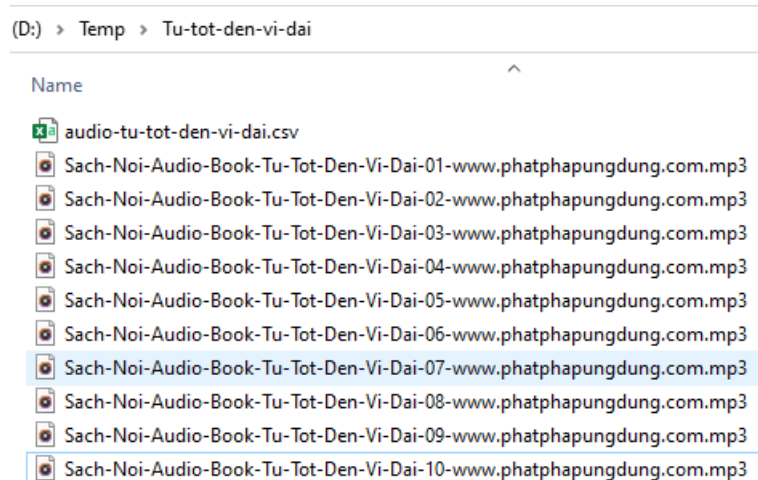 (D:) > Temp > Tu-tot-den-vi-dai
Name
audio-tu-tot-den-vi-dai.csv
Sach-Noi-Audio-Book-Tu-Tot-Den-Vi-Dai-01-www.phatphapungdung.com.mp3
Sach-Noi-Audio-Book-Tu-Tot-Den-Vi-Dai-02-www.phatphapungdung.com.mp3
Sach-Noi-Audio-Book-Tu-Tot-Den-Vi-Dai-03-www.phatphapungdung.com.mp3
Sach-Noi-Audio-Book-Tu-Tot-Den-Vi-Dai-04-www.phatphapungdung.com.mp3
Sach-Noi-Audio-Book-Tu-Tot-Den-Vi-Dai-05-www.phatphapungdung.com.mp3
Sach-Noi-Audio-Book-Tu-Tot-Den-Vi-Dai-06-www.phatphapungdung.com.mp3
Sach-Noi-Audio-Book-Tu-Tot-Den-Vi-Dai-07-www.phatphapungdung.com.mp3
Sach-Noi-Audio-Book-Tu-Tot-Den-Vi-Dai-08-www.phatphapungdung.com.mp3
Sach-Noi-Audio-Book-Tu-Tot-Den-Vi-Dai-09-www.phatphapungdung.com.mp3
Sach-Noi-Audio-Book-Tu-Tot-Den-Vi-Dai-10-www.phatphapungdung.com.mp3